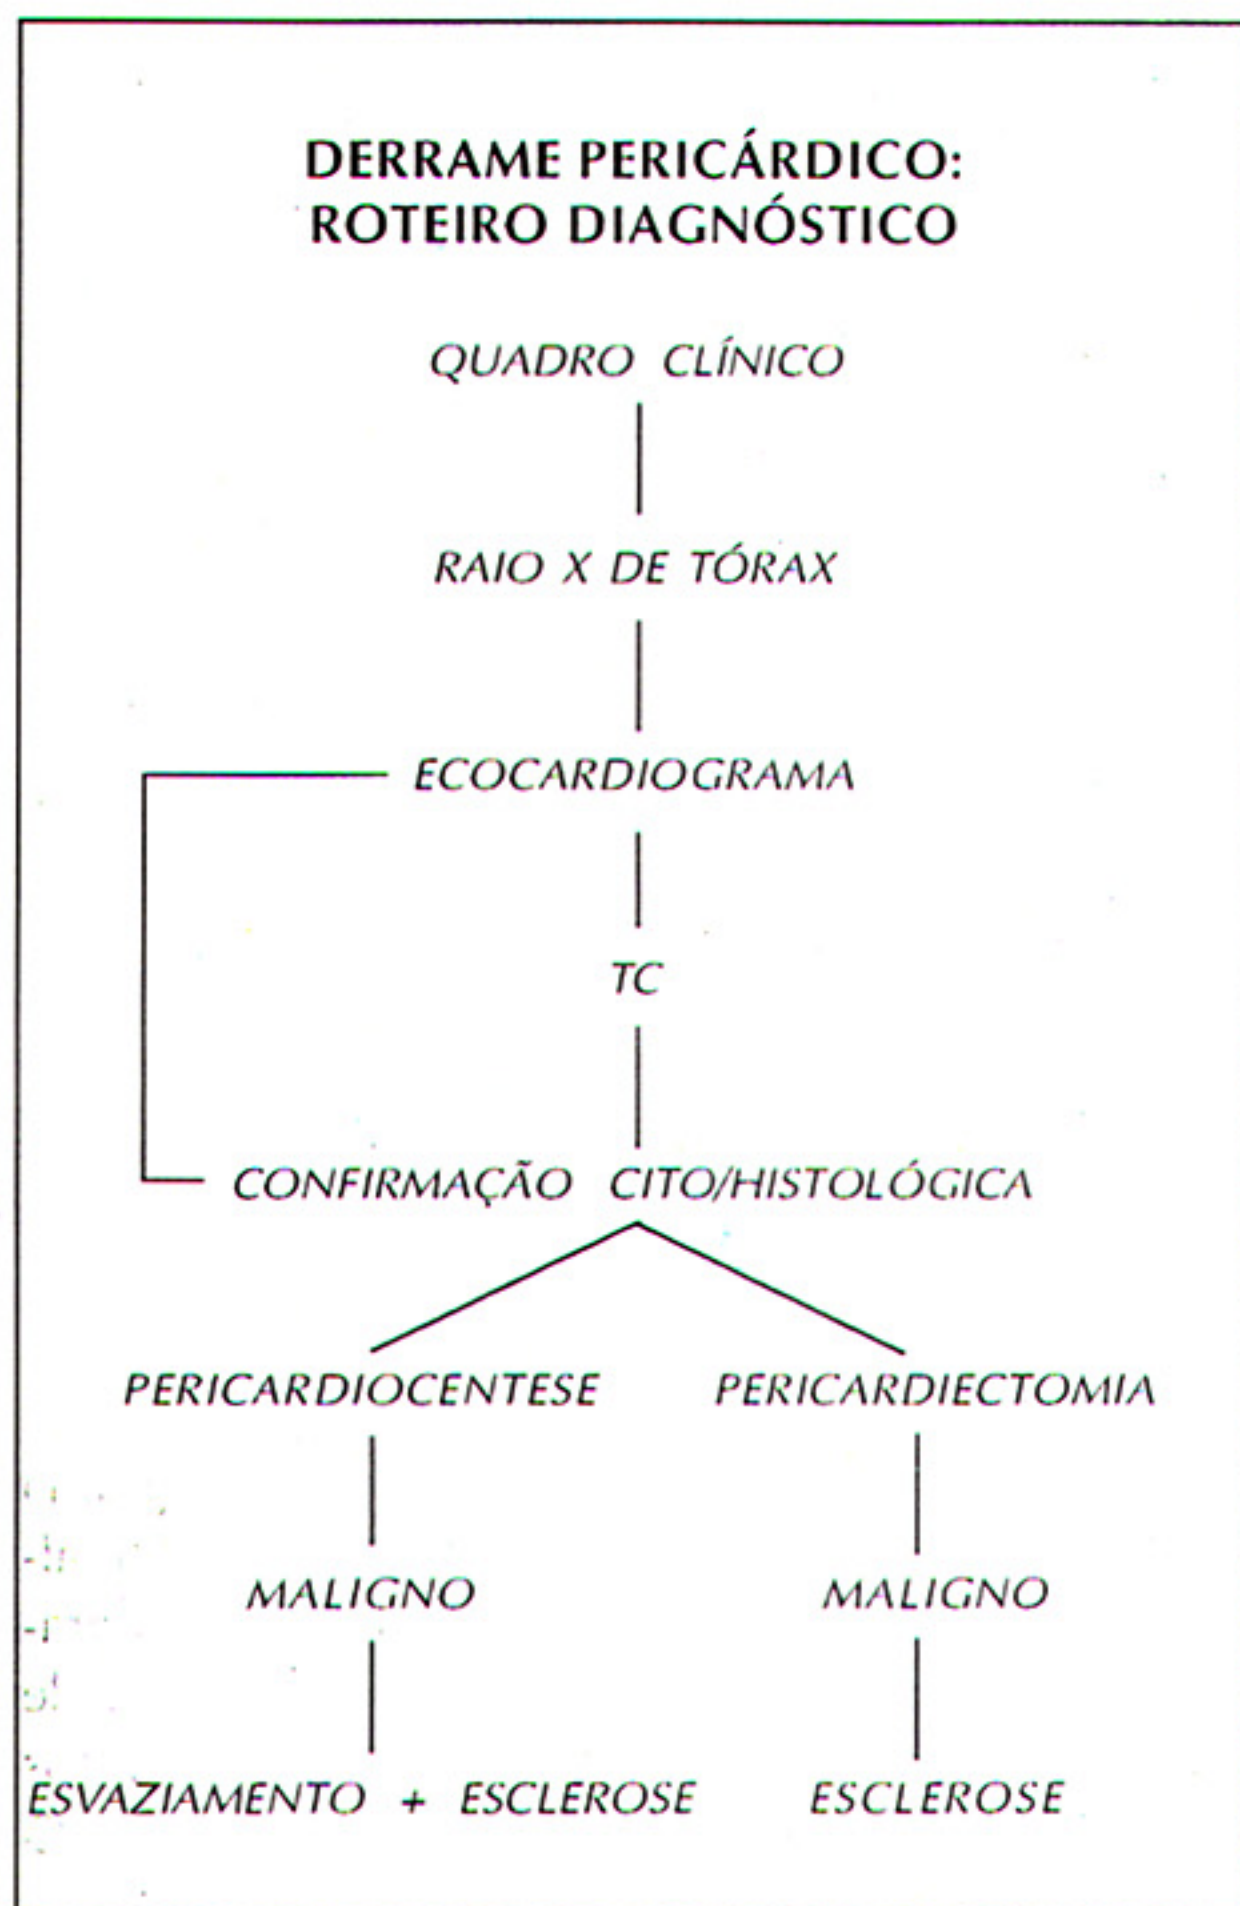 DERRAME PERICÁRDICO:
ROTEIRO DIAGNÓSTICO
QUADRO CLÍNICO
RAIO X DE TÓRAX
ECOCARDIOGRAMA
TC
CONFIRMAÇÃO CITO/HISTOLÓGICA
PERICARDIOCENTESE PERICARDIECTOMIA
MALIGNO MALIGNO
ESVAZIAMENTO + ESCLEROSE ESCLEROSE